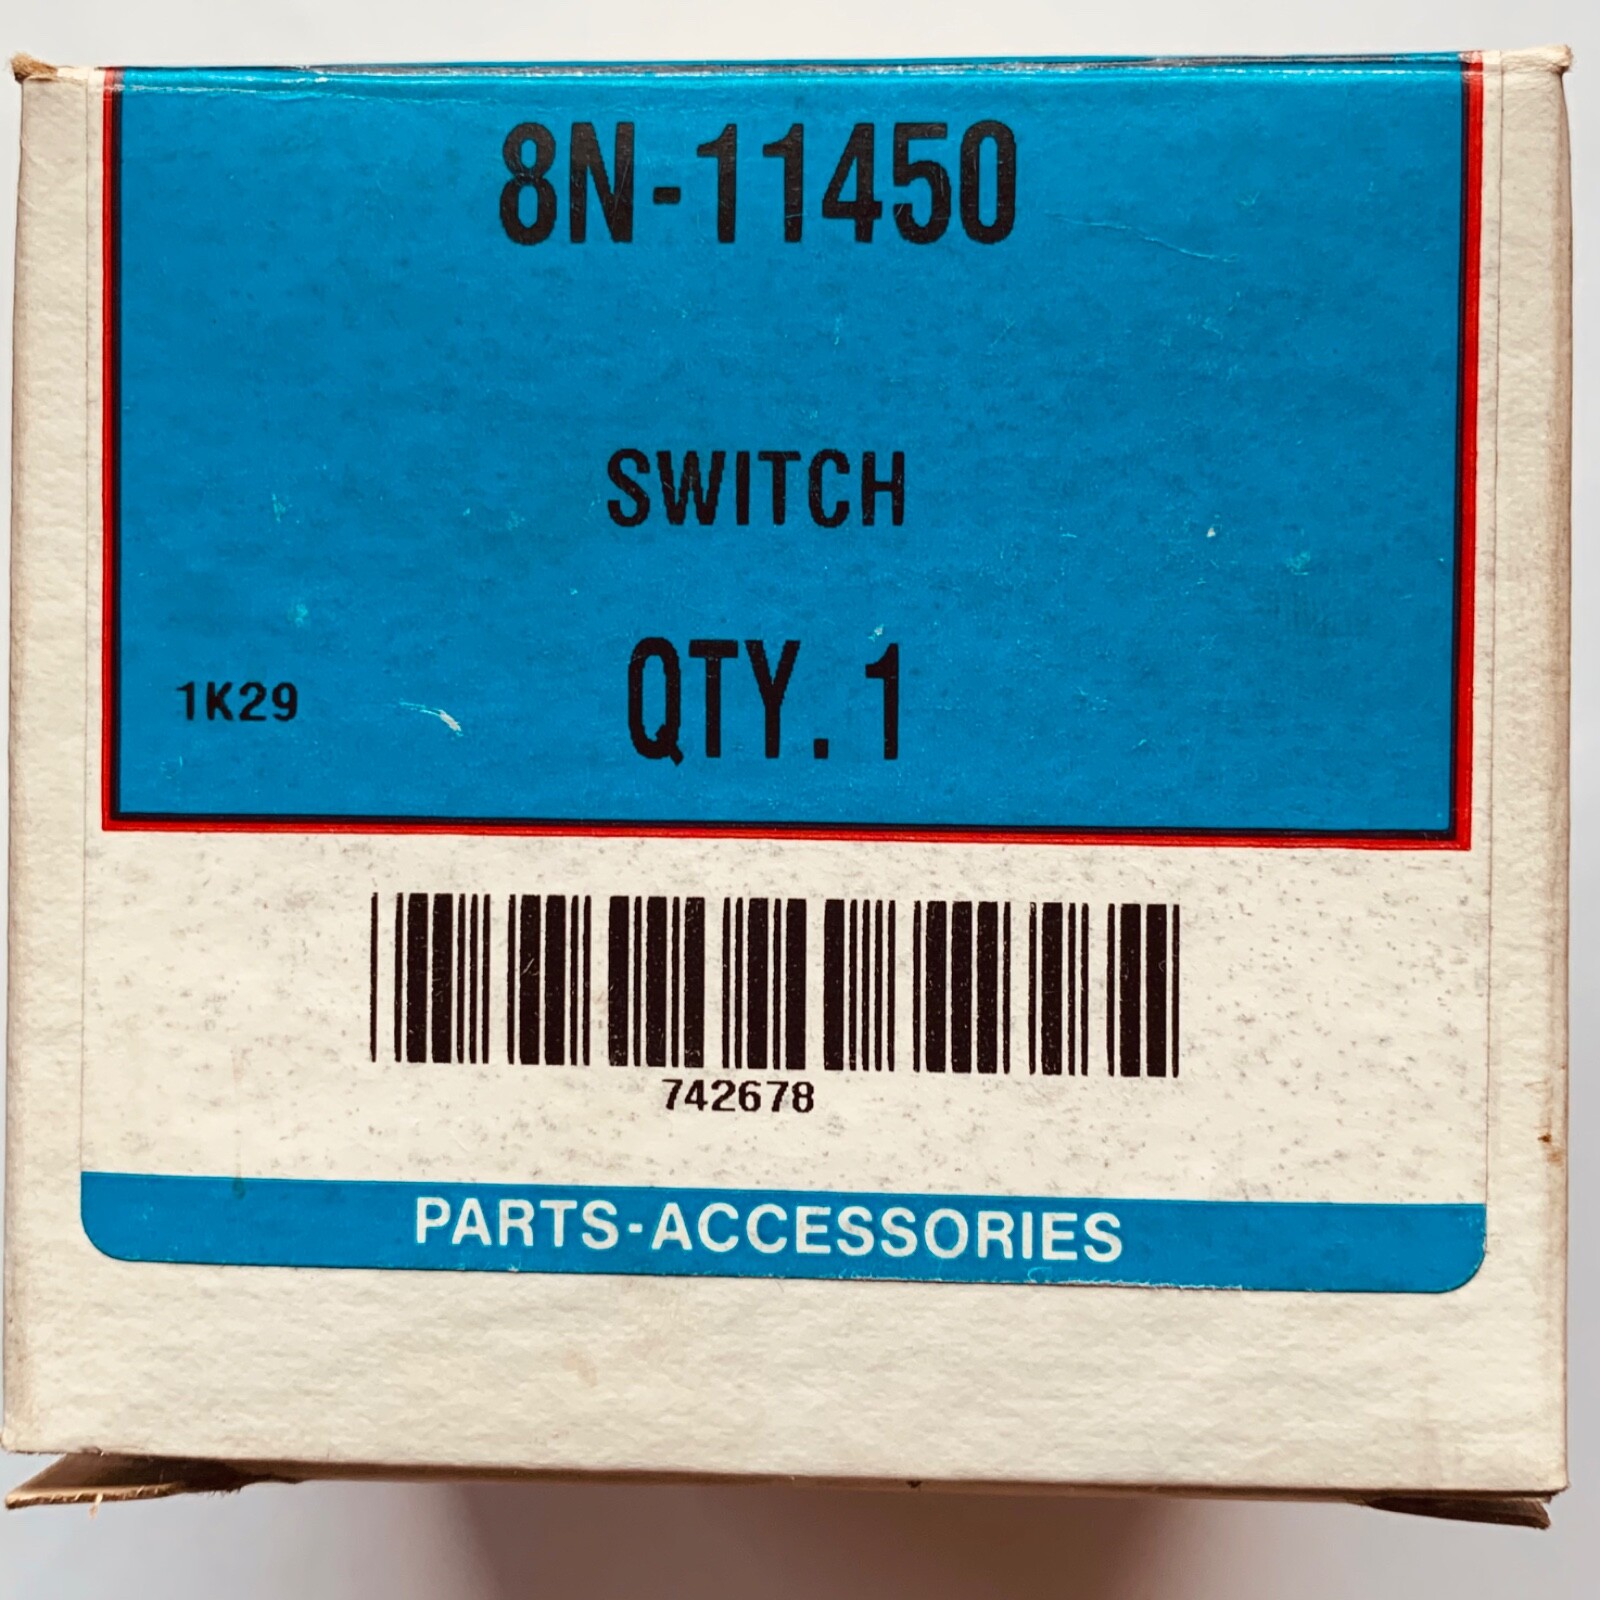 8N-11450
SWITCH
QTY. 1
1K29
742678
PARTS-ACCESSORIES